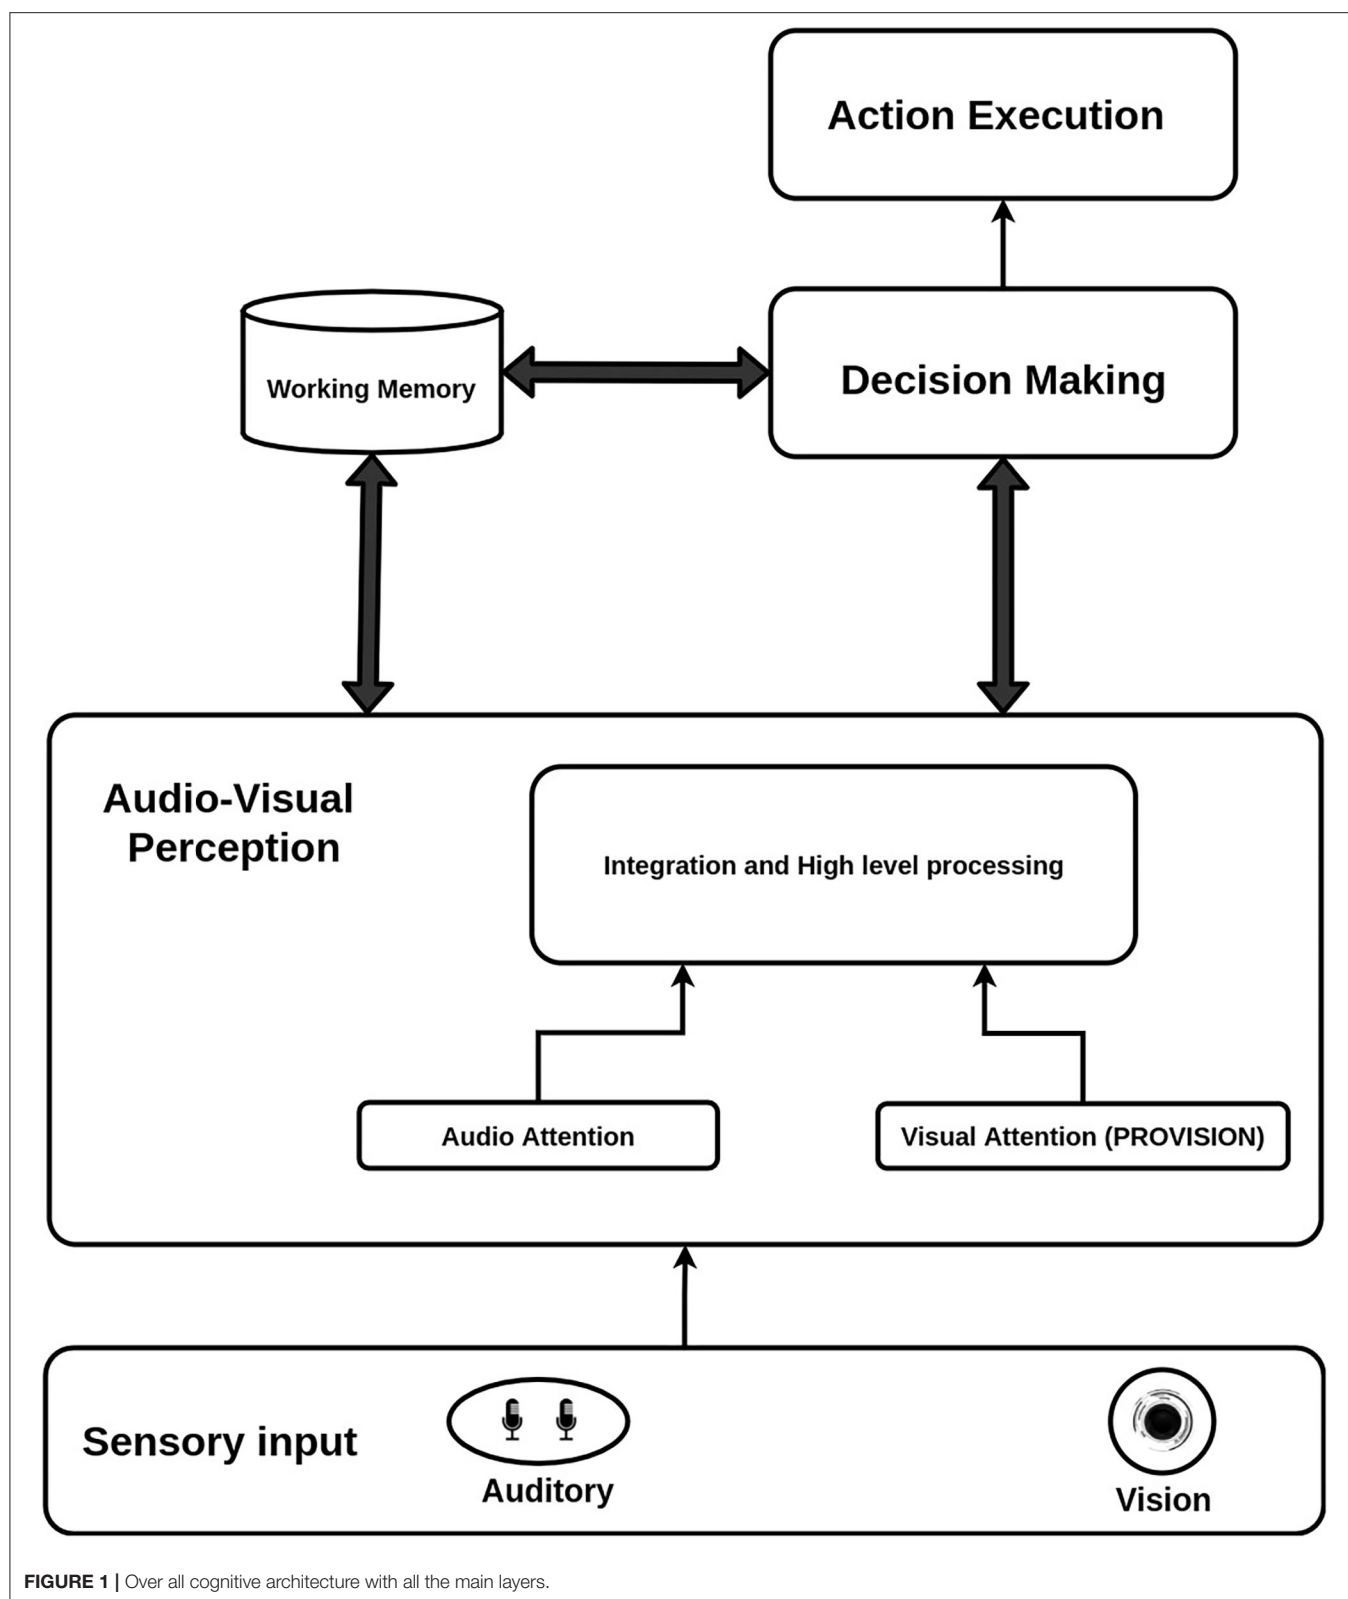 Action Execution
Working Memory
Decision Making
Audio-Visual
Perception
Integration and High level processing
Audio Attention
Visual Attention (PROVISION)
Sensory input
Auditory
Vision
FIGURE 1 | Over all cognitive architecture with all the main layers.